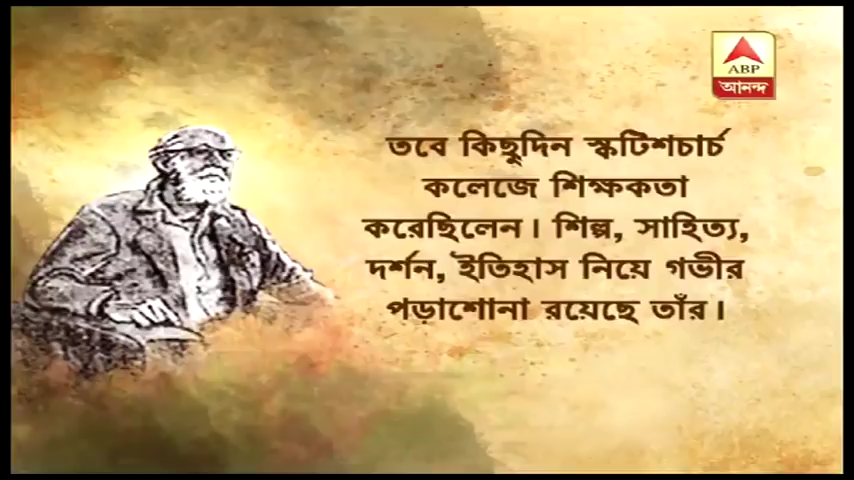 ABP
আনন্দ
তবে কিছুদিন স্কটিশচার্চ
কলেজে শিক্ষকতা
করেছিলেন। শিল্প, সাহিত্য,
দর্শন, ইতিহাস নিয়ে গভীর
পড়াশোনা রয়েছে তাঁর।